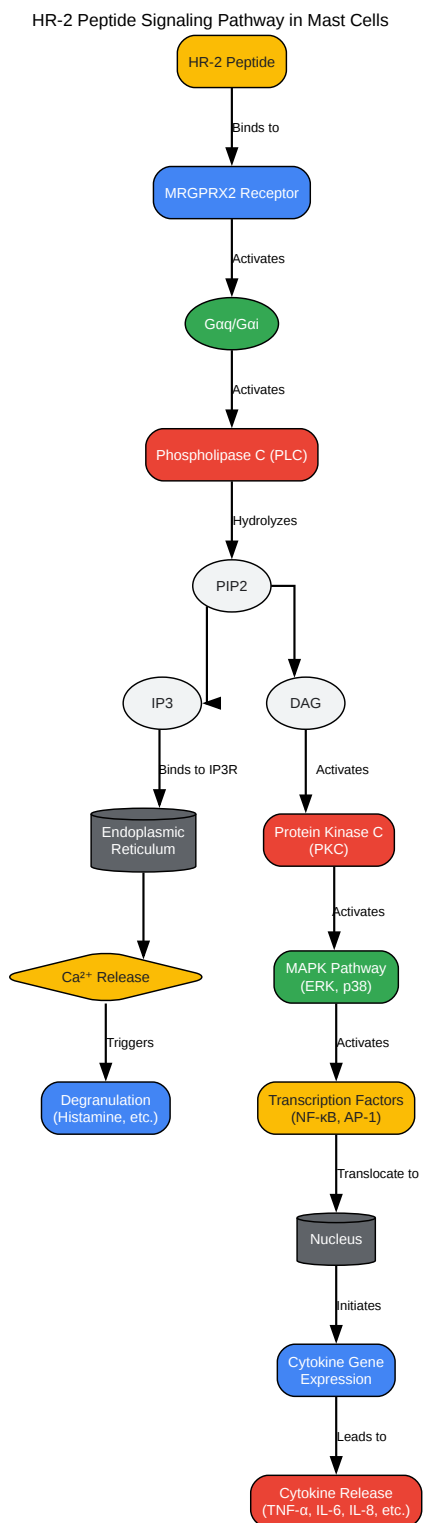 HR-2 Peptide Signaling Pathway in Mast Cells
HR-2 Peptide
Binds to
MRGPRX2 Receptor
Activates
Gαq/Gαi
Activates
Phospholipase C (PLC)
Hydrolyzes
PIP2
IP3
DAG
Binds to IP3R
Activates
Endoplasmic
Reticulum
Protein Kinase C
(PKC)
Activates
Ca²⁺ Release
MAPK Pathway
(ERK, p38)
Triggers
Activates
Degranulation
(Histamine, etc.)
Transcription Factors
(NF-κB, AP-1)
Translocate to
Nucleus
Initiates
Cytokine Gene
Expression
Leads to
Cytokine Release
(TNF-α, IL-6, IL-8, etc.)